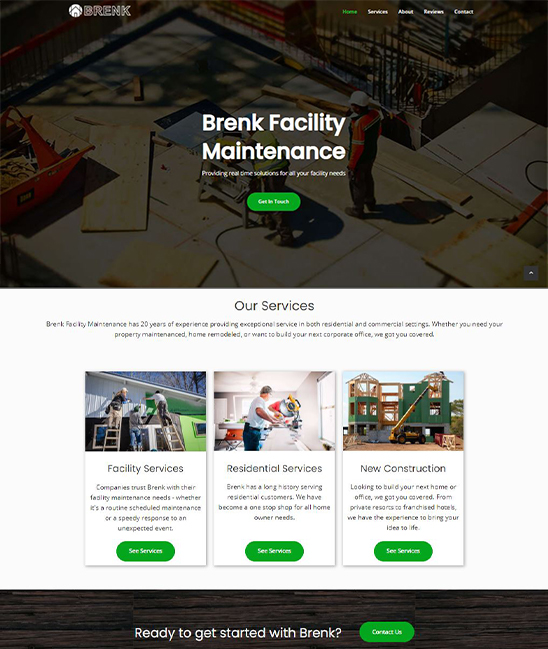 BRENK
Home Services About Reviews Contact
Brenk Facility
Maintenance
Providing real time solutions for all your facility needs
Get In Touch
Our Services
Brenk Facility Maintenance has 20 years of experience providing exceptional service in both residential and commercial settings. Whether you need your
property maintenanced, home remodeled, or want to build your next corporate office, we got you covered.
Facility Services
Companies trust Brenk with their
facility maintenance needs - whether
it's a routine scheduled maintenance
or a speedy response to an
unexpected event.
See Services
Residential Services
Brenk has a long history serving
residential customers. We have
become a one stop shop for all home
owner needs.
See Services
New Construction
Looking to build your next home or
office, we got you covered. From
private resorts to franchised hotels,
we have the experience to bring your
idea to life.
See Services
Ready to get started with Brenk?
Contact Us